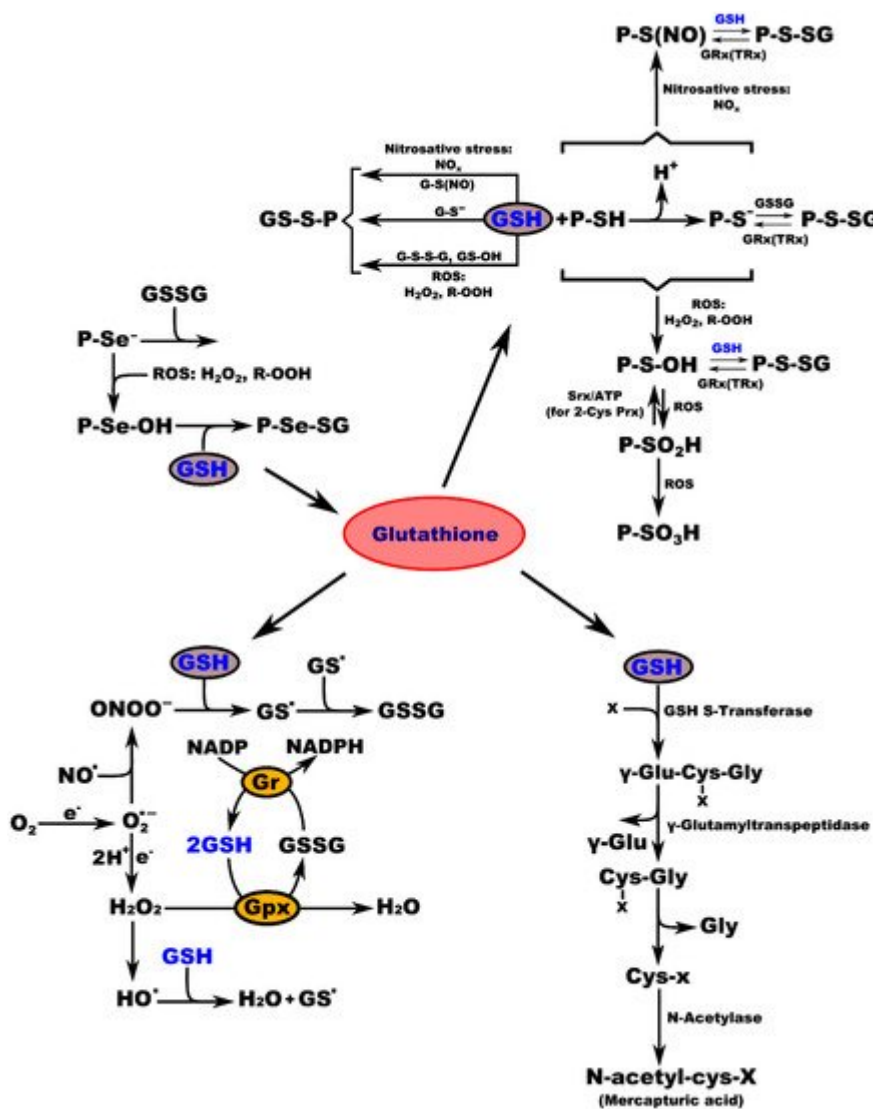 P-S(NO) GSH P-S-SG
GRx(TRx)
Nitrosative stress:
NOx
Nitrosative stress:
NOx
G-S(NO)
H+
GS-S-P G-S⁻ GSH +P-SH P-S⁻ GSSG P-S-SG
GRx(TRx)
G-S-S-G, GS-OH
ROS:
H2O2, R-OOH
ROS:
H2O2, R-OOH
GSSG
P-Se⁻
ROS: H2O2, R-OOH
P-Se-OH P-Se-SG
GSH
P-S-OH GSH P-S-SG
GRx(TRx)
Srx/ATP
(for 2-Cys Prx) ROS
P-SO2H
ROS
P-SO3H
Glutathione
GSH GS•
ONOO⁻ GS• GSSG
NADP NADPH
Gr
NO•
O2 e- O2•−
2GSH GSSG
2H+ e-
H2O2 Gpx H2O
GSH
HO• H2O+GS•
GSH
x GSH S-Transferase
γ-Glu-Cys-Gly
x
γ-Glutamyltranspeptidase
γ-Glu
Cys-Gly
x
Gly
Cys-x
N-Acetylase
N-acetyl-cys-X
(Mercapturic acid)